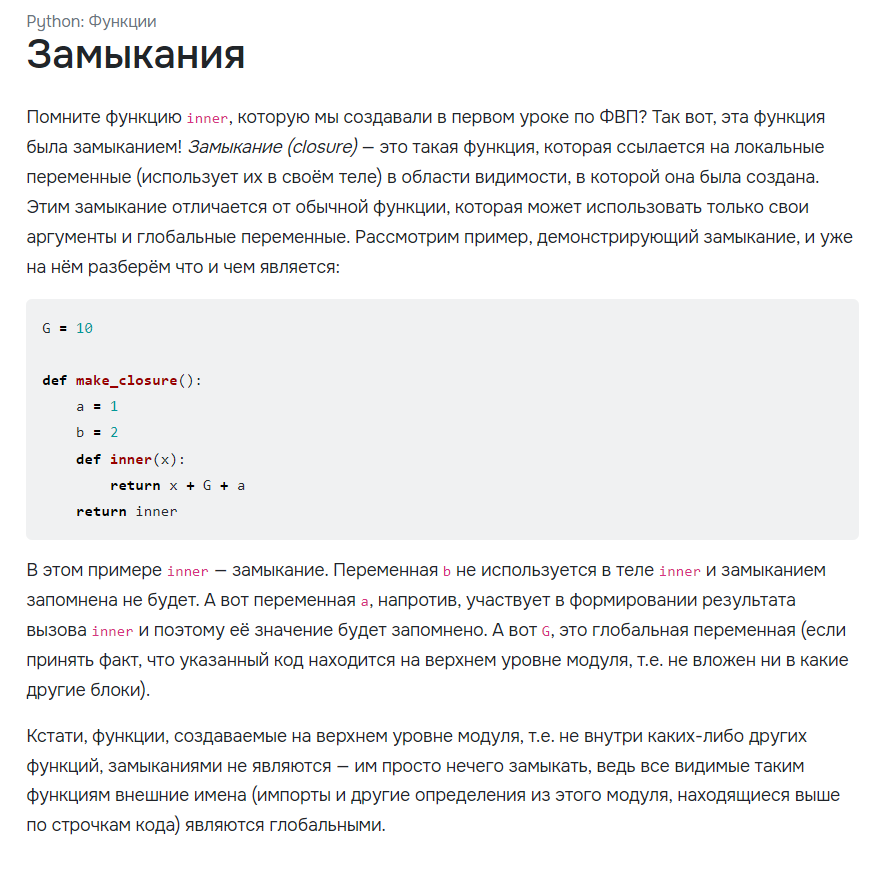 Python: Функции
Замыкания
Помните функцию inner, которую мы создавали в первом уроке по ФВП? Так вот, эта функция
была замыканием! Замыкание (closure) — это такая функция, которая ссылается на локальные
переменные (использует их в своём теле) в области видимости, в которой она была создана.
Этим замыкание отличается от обычной функции, которая может использовать только свои
аргументы и глобальные переменные. Рассмотрим пример, демонстрирующий замыкание, и уже
на нём разберём что и чем является:
G = 10
def make_closure():
    a = 1
    b = 2
    def inner(x):
        return x + G + a
    return inner
В этом примере inner — замыкание. Переменная b не используется в теле inner и замыканием
запомнена не будет. А вот переменная a, напротив, участвует в формировании результата
вызова inner и поэтому её значение будет запомнено. А вот G, это глобальная переменная (если
принять факт, что указанный код находится на верхнем уровне модуля, т.е. не вложен ни в какие
другие блоки).
Кстати, функции, создаваемые на верхнем уровне модуля, т.е. не внутри каких-либо других
функций, замыканиями не являются — им просто нечего замыкать, ведь все видимые таким
функциям внешние имена (импорты и другие определения из этого модуля, находящиеся выше
по строчкам кода) являются глобальными.